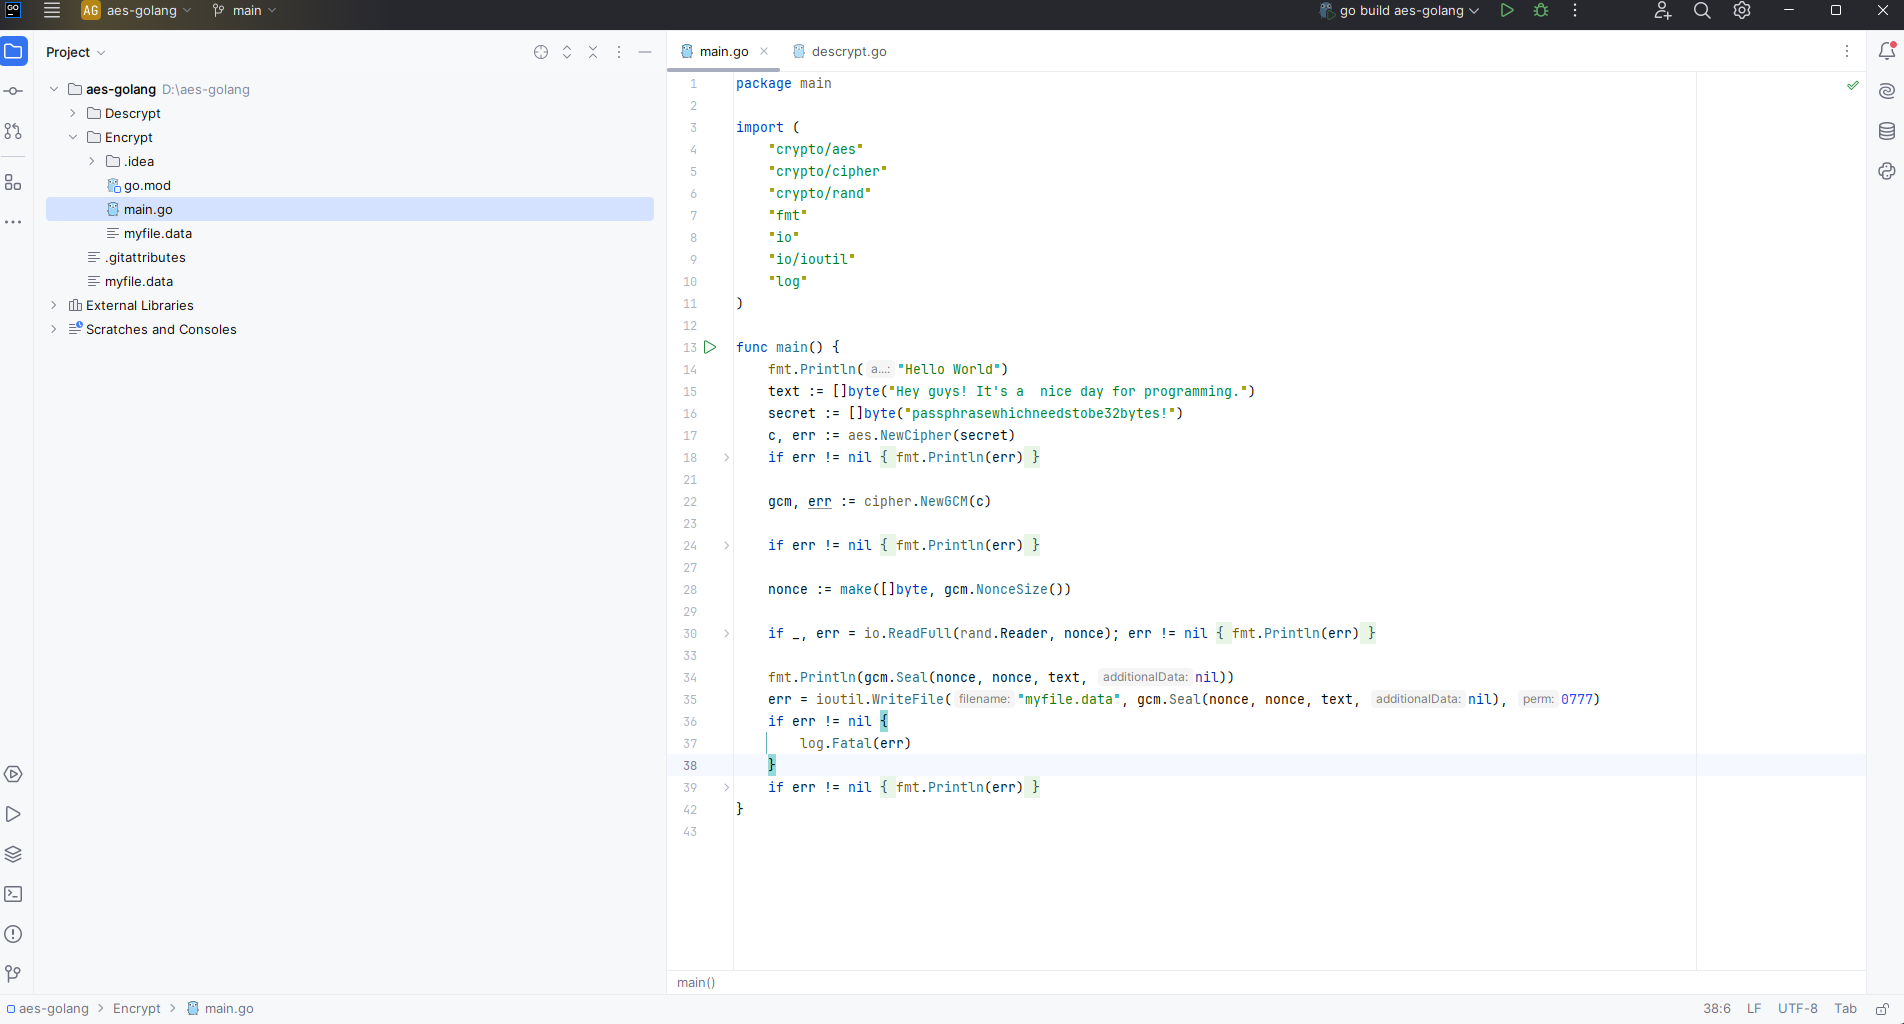 GO
AG aes-golang
main
go build aes-golang
Project
aes-golang D:\aes-golang
Descrypt
Encrypt
.idea
go.mod
main.go
myfile.data
.gitattributes
myfile.data
External Libraries
Scratches and Consoles
main.go
descrypt.go
1 package main
2
3 import (
4 "crypto/aes"
5 "crypto/cipher"
6 "crypto/rand"
7 "fmt"
8 "io"
9 "io/ioutil"
10 "log"
11 )
12
13 func main() {
14 fmt.Println( a...: "Hello World")
15 text := []byte("Hey guys! It's a  nice day for programming.")
16 secret := []byte("passphrasewhichneedstobe32bytes!")
17 c, err := aes.NewCipher(secret)
18 if err != nil { fmt.Println(err) }
21
22 gcm, err := cipher.NewGCM(c)
23
24 if err != nil { fmt.Println(err) }
27
28 nonce := make([]byte, gcm.NonceSize())
29
30 if _, err = io.ReadFull(rand.Reader, nonce); err != nil { fmt.Println(err) }
33
34 fmt.Println(gcm.Seal(nonce, nonce, text, additionalData: nil))
35 err = ioutil.WriteFile( filename: "myfile.data", gcm.Seal(nonce, nonce, text, additionalData: nil), perm: 0777)
36 if err != nil {
37 log.Fatal(err)
38 }
39 if err != nil { fmt.Println(err) }
42 }
43
main()
aes-golang > Encrypt > main.go
38:6 LF UTF-8 Tab